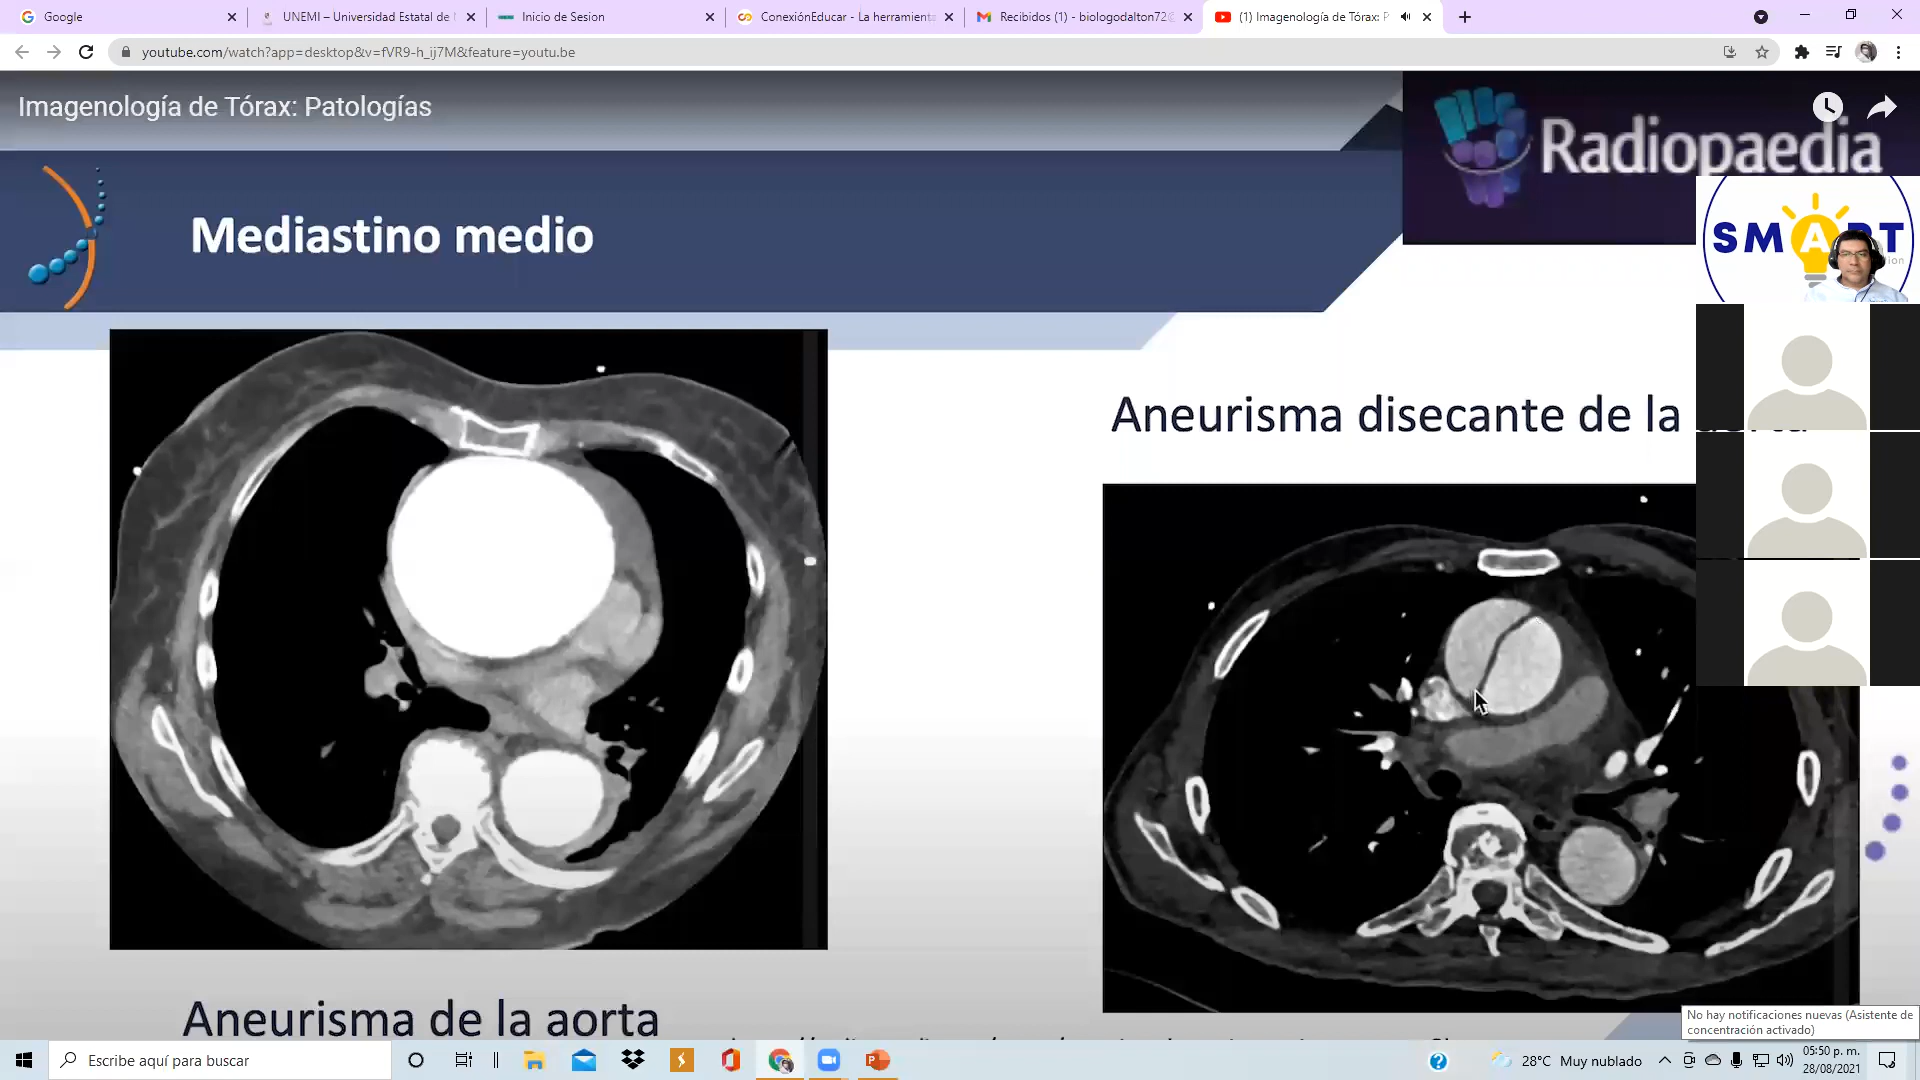 Google
UNEMI – Universidad Estatal de
Inicio de Sesion
ConexiónEducar - La herramient
Recibidos (1) - biologodalton72@
(1) Imagenología de Tórax: P
youtube.com/watch?app=desktop&v=fVR9-h_ij7M&feature=youtu.be
Imagenología de Tórax: Patologías
Radiopaedia
SMART
Mediastino medio
Aneurisma disecante de la
Aneurisma de la aorta
No hay notificaciones nuevas (Asistente de
concentración activado)
Escribe aquí para buscar
28°C Muy nublado
05:50 p. m.
28/08/2021